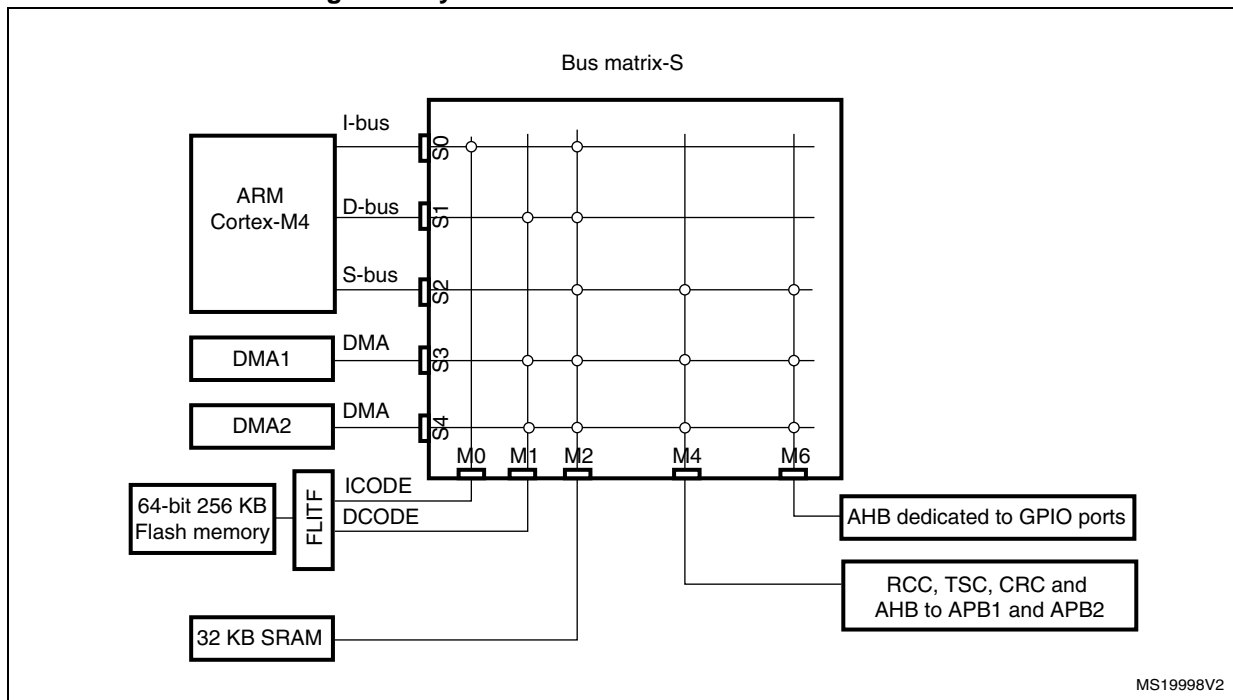 Bus matrix-S
I-bus
S0
ARM
Cortex-M4
D-bus
S1
S-bus
S2
DMA1
DMA
S3
DMA2
DMA
S4
M0
M1
M2
M4
M6
ICODE
DCODE
64-bit 256 KB
Flash memory
FLITF
AHB dedicated to GPIO ports
RCC, TSC, CRC and
AHB to APB1 and APB2
32 KB SRAM
MS19998V2